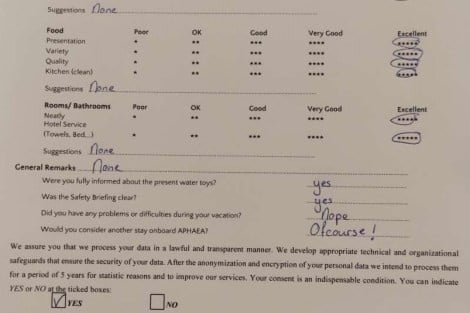 Suggestions None
Food Poor OK Good Very Good Excellent
Presentation * ** *** **** *****
Variety * ** *** **** *****
Quality * ** *** **** *****
Kitchen (clean) * ** *** **** *****
Suggestions None
Rooms/ Bathrooms Poor OK Good Very Good Excellent
Neatly * ** *** **** *****
Hotel Service
(Towels, Bed...) * ** *** **** *****
Suggestions None
General Remarks None
Were you fully informed about the present water toys? yes
Was the Safety Briefing clear? yes
Did you have any problems or difficulties during your vacation? Nope
Would you consider another stay onboard APHAEA? Ofcourse!
We assure you that we process your data in a lawful and transparent manner. We develop appropriate technical and organizational
safeguards that ensure the security of your data. After the anonymization and encryption of your personal data we intend to process them
for a period of 5 years for statistic reasons and to improve our services. Your consent is an indispensable condition. You can indicate
YES or NO at the ticked boxes:
YES NO